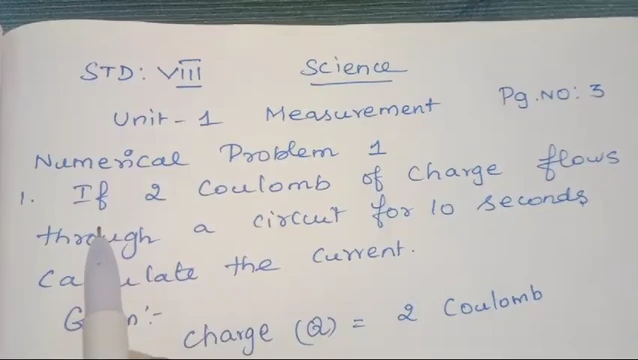 STD: VIII Science
Unit - 1 Measurement Pg.NO: 3
Numerical Problem 1
1. If 2 Coulomb of charge flows
through a circuit for 10 seconds
the current.
Charge (Q) = 2 Coulomb